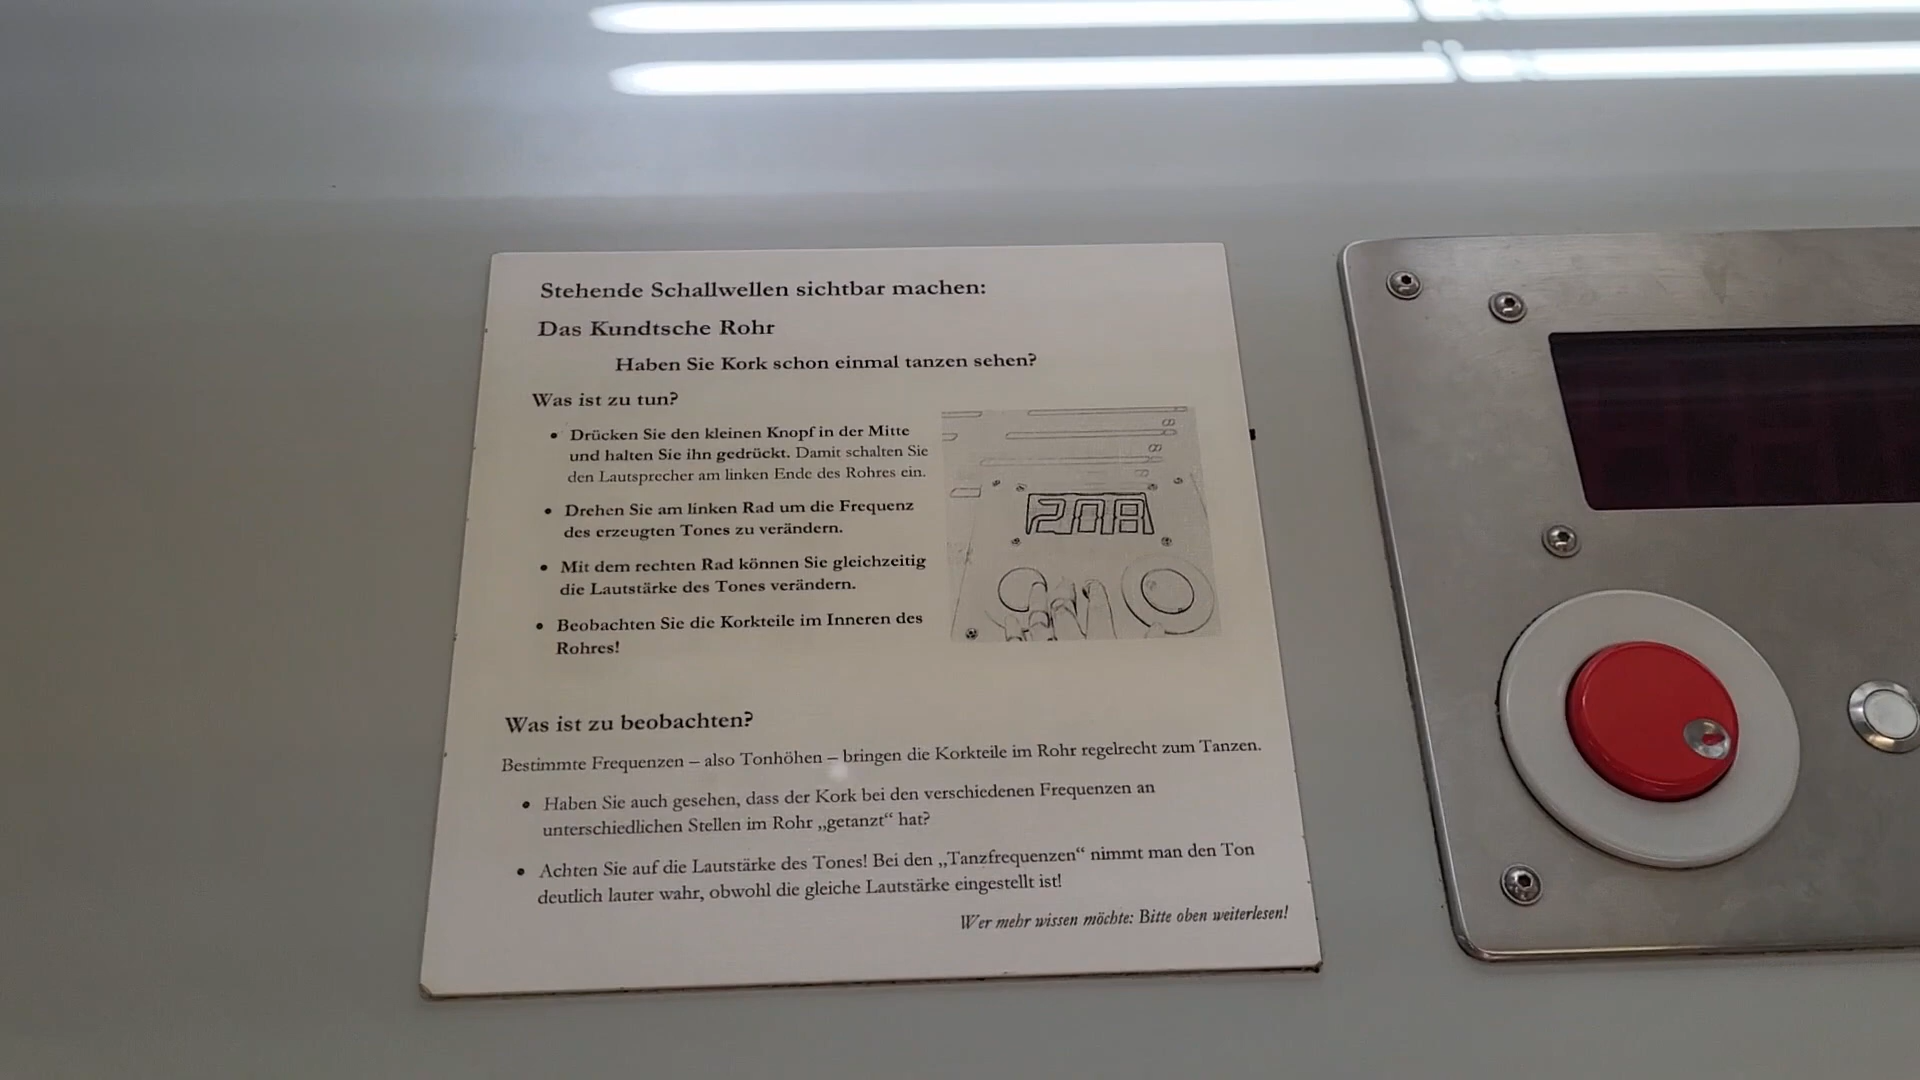 Stehende Schallwellen sichtbar machen:
Das Kundtsche Rohr
Haben Sie Kork schon einmal tanzen sehen?
Was ist zu tun?
• Drücken Sie den kleinen Knopf in der Mitte
und halten Sie ihn gedrückt. Damit schalten Sie
den Lautsprecher am linken Ende des Rohres ein.
• Drehen Sie am linken Rad um die Frequenz
des erzeugten Tones zu verändern.
• Mit dem rechten Rad können Sie gleichzeitig
die Lautstärke des Tones verändern.
• Beobachten Sie die Korkteile im Inneren des
Rohres!
208
Was ist zu beobachten?
Bestimmte Frequenzen – also Tonhöhen – bringen die Korkteile im Rohr regelrecht zum Tanzen.
• Haben Sie auch gesehen, dass der Kork bei den verschiedenen Frequenzen an
unterschiedlichen Stellen im Rohr „getanzt“ hat?
• Achten Sie auf die Lautstärke des Tones! Bei den „Tanzfrequenzen“ nimmt man den Ton
deutlich lauter wahr, obwohl die gleiche Lautstärke eingestellt ist!
Wer mehr wissen möchte: Bitte oben weiterlesen!